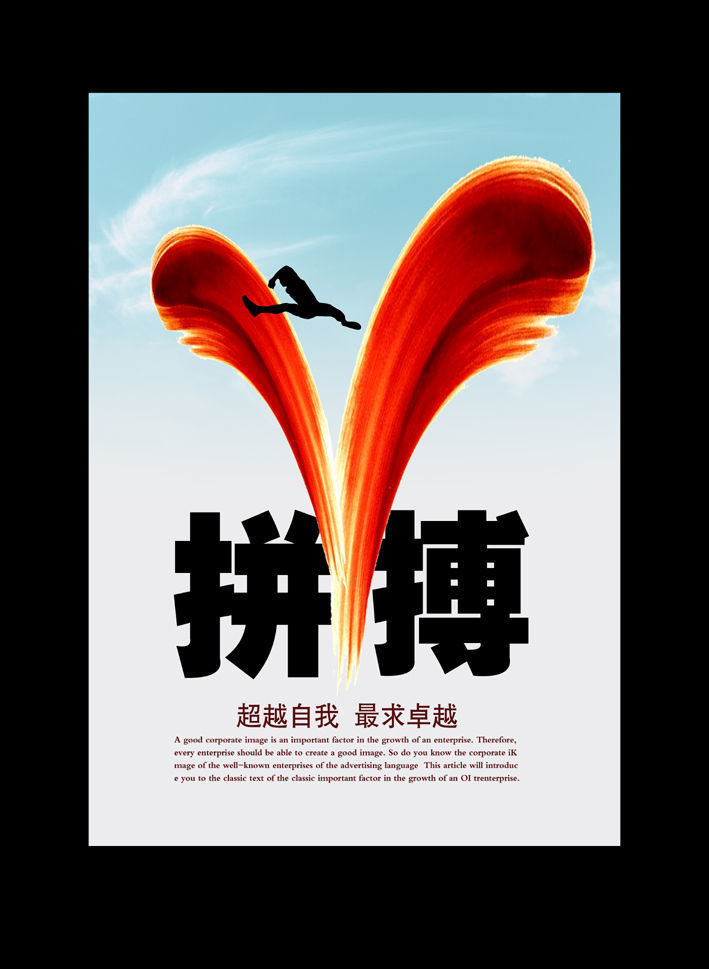 拼搏
超越自我 最求卓越
A good corporate image is an important factor in the growth of an enterprise. Therefore,
every enterprise should be able to create a good image. So do you know the corporate iK
mage of the well-known enterprises of the advertising language This article will introduc
e you to the classic text of the classic important factor in the growth of an OI trenterprise.